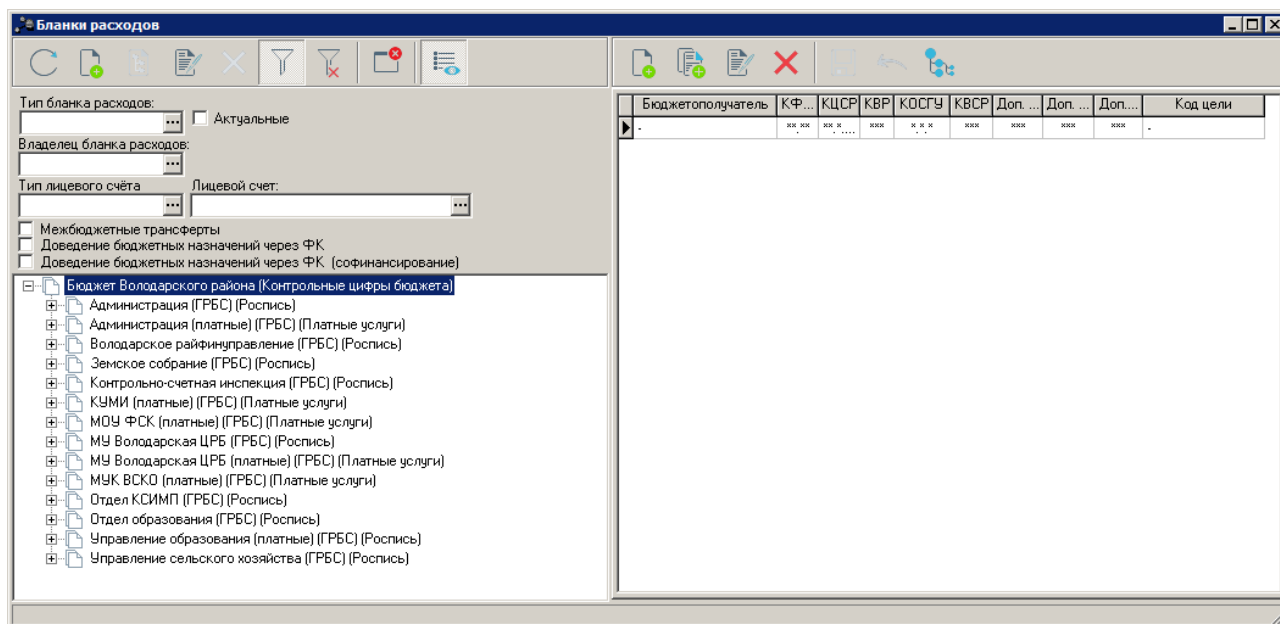 Бланки расходов
Тип бланка расходов:
Актуальные
Владелец бланка расходов:
Тип лицевого счёта Лицевой счет:
Межбюджетные трансферты
Доведение бюджетных назначений через ФК
Доведение бюджетных назначений через ФК (софинансирование)
Бюджет Володарского района (Контрольные цифры бюджета)
Администрация (ГРБС) (Роспись)
Администрация (платные) (ГРБС) (Платные услуги)
Володарское райфинуправление (ГРБС) (Роспись)
Земское собрание (ГРБС) (Роспись)
Контрольно-счетная инспекция (ГРБС) (Роспись)
КУМИ (платные) (ГРБС) (Платные услуги)
МОУ ФСК (платные) (ГРБС) (Платные услуги)
МУ Володарская ЦРБ (ГРБС) (Роспись)
МУ Володарская ЦРБ (платные) (ГРБС) (Платные услуги)
МУК ВСКО (платные) (ГРБС) (Платные услуги)
Отдел КСИМП (ГРБС) (Роспись)
Отдел образования (ГРБС) (Роспись)
Управление образования (платные) (ГРБС) (Роспись)
Управление сельского хозяйства (ГРБС) (Роспись)
Бюджетополучатель КФ... КЦСР КВР КОСГУ КВСР Доп. ... Доп. ... Доп.... Код цели
- **.** **.*.... *** *.*.* *** *** *** *** -